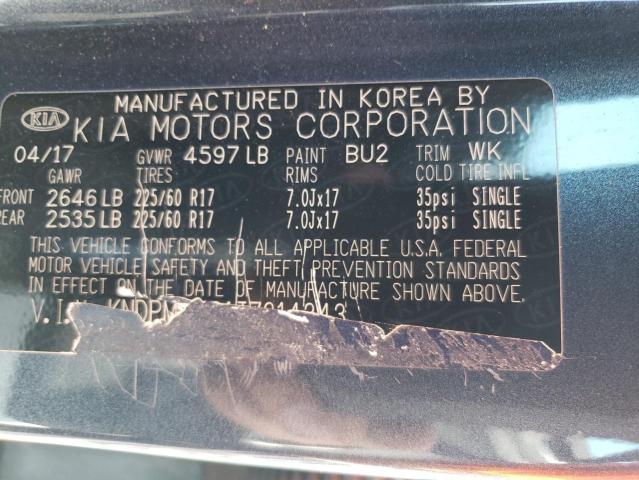 MANUFACTURED IN KOREA BY
KIA KIA MOTORS CORPORATION
04/17 GVWR 4597 LB PAINT BU2 TRIM WK
GAWR TIRES RIMS COLD TIRE INFL
FRONT 2646 LB 225/60 R17 7.0Jx17 35psi SINGLE
REAR 2535 LB 225/60 R17 7.0Jx17 35psi SINGLE
THIS VEHICLE CONFORMS TO ALL APPLICABLE U.S.A. FEDERAL
MOTOR VEHICLE SAFETY AND THEFT PREVENTION STANDARDS
IN EFFECT ON THE DATE OF MANUFACTURE SHOWN ABOVE.